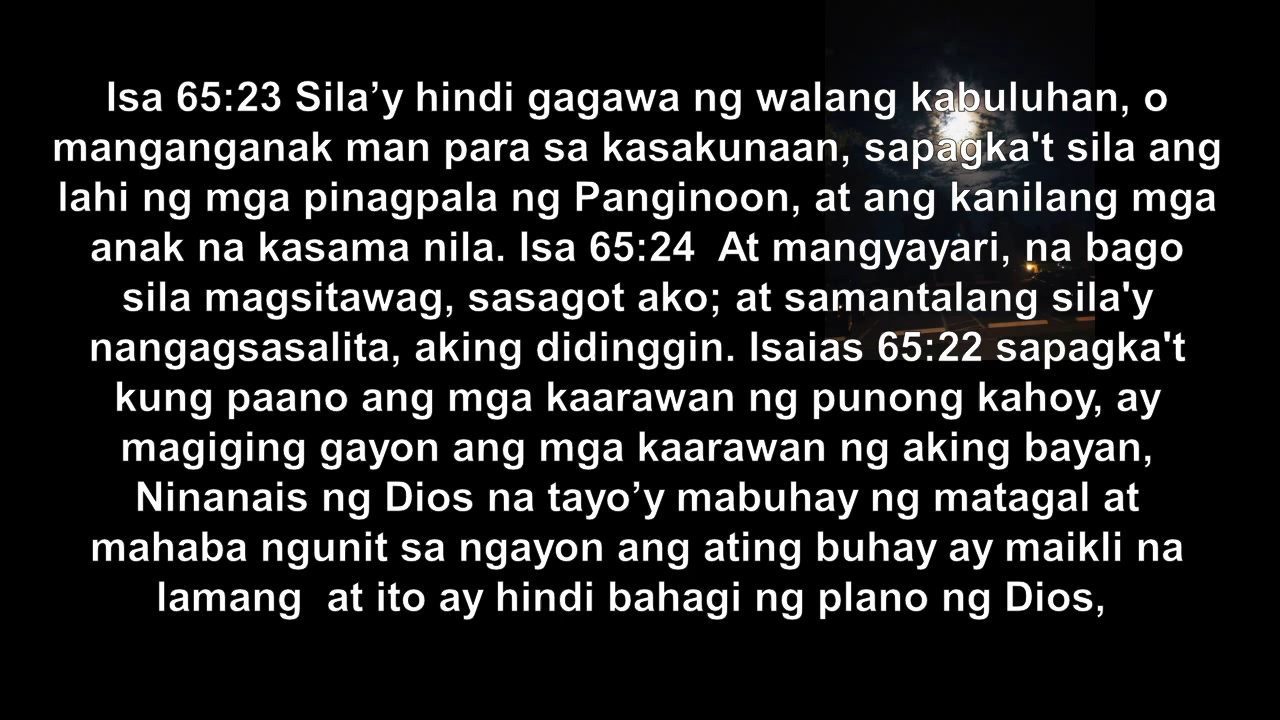 Isa 65:23 Sila’y hindi gagawa ng walang kabuluhan, o
manganganak man para sa kasakunaan, sapagka't sila ang
lahi ng mga pinagpala ng Panginoon, at ang kanilang mga
anak na kasama nila. Isa 65:24  At mangyayari, na bago
sila magsitawag, sasagot ako; at samantalang sila'y
nangagsasalita, aking didinggin. Isaias 65:22 sapagka't
kung paano ang mga kaarawan ng punong kahoy, ay
magiging gayon ang mga kaarawan ng aking bayan,
Ninanais ng Dios na tayo’y mabuhay ng matagal at
mahaba ngunit sa ngayon ang ating buhay ay maikli na
lamang  at ito ay hindi bahagi ng plano ng Dios,